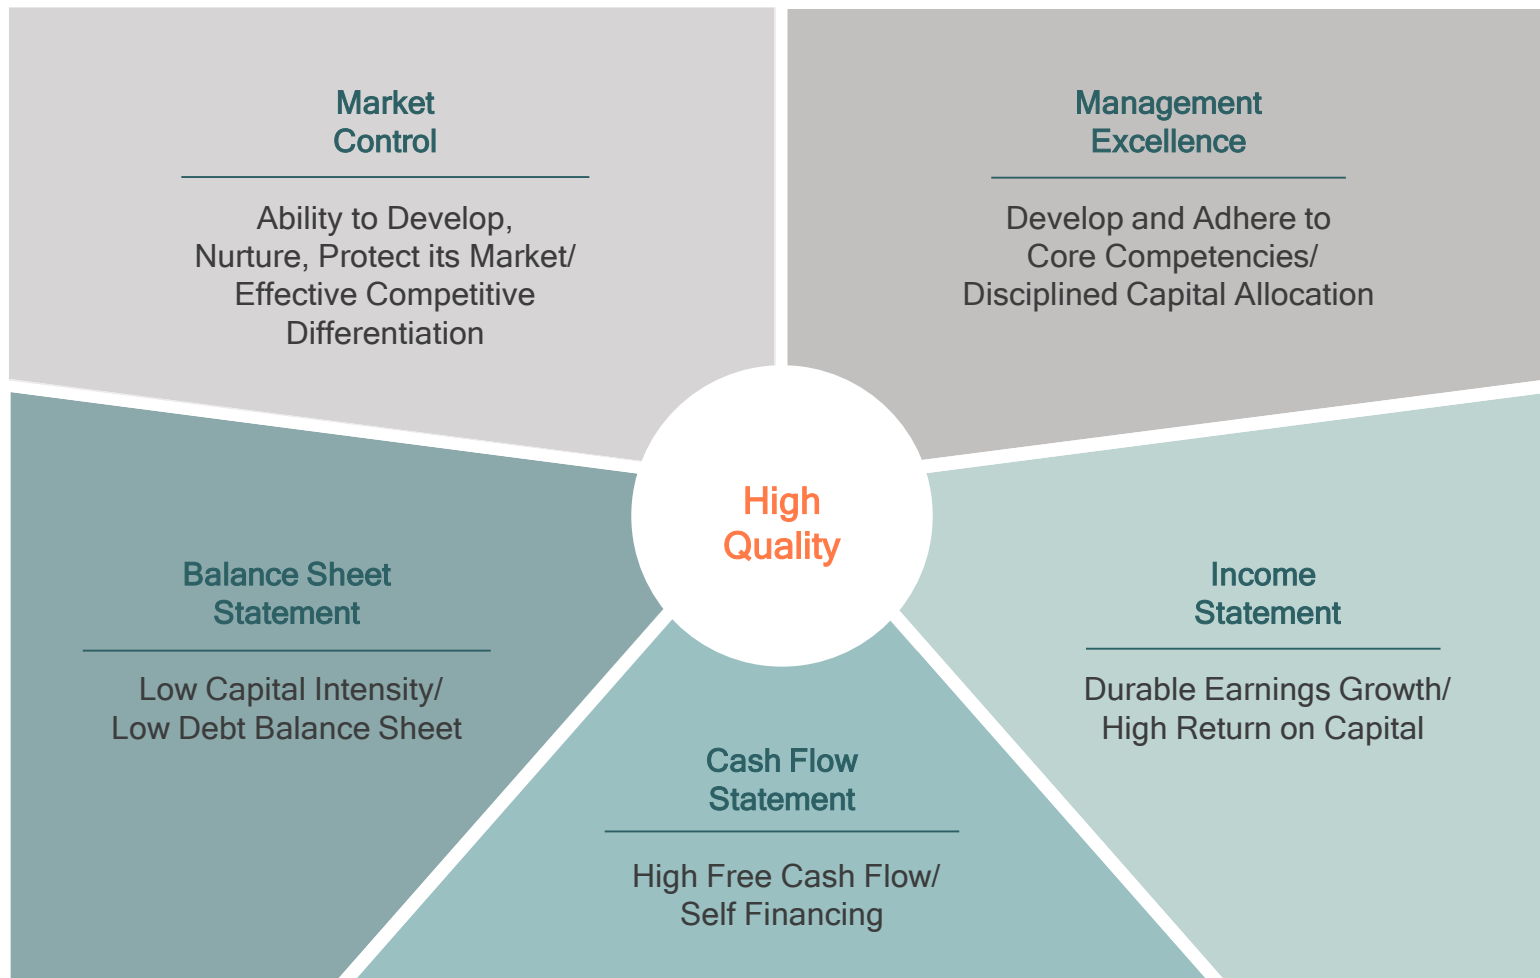 Market
Control
Ability to Develop,
Nurture, Protect its Market/
Effective Competitive
Differentiation
Management
Excellence
Develop and Adhere to
Core Competencies/
Disciplined Capital Allocation
High
Quality
Balance Sheet
Statement
Low Capital Intensity/
Low Debt Balance Sheet
Cash Flow
Statement
High Free Cash Flow/
Self Financing
Income
Statement
Durable Earnings Growth/
High Return on Capital